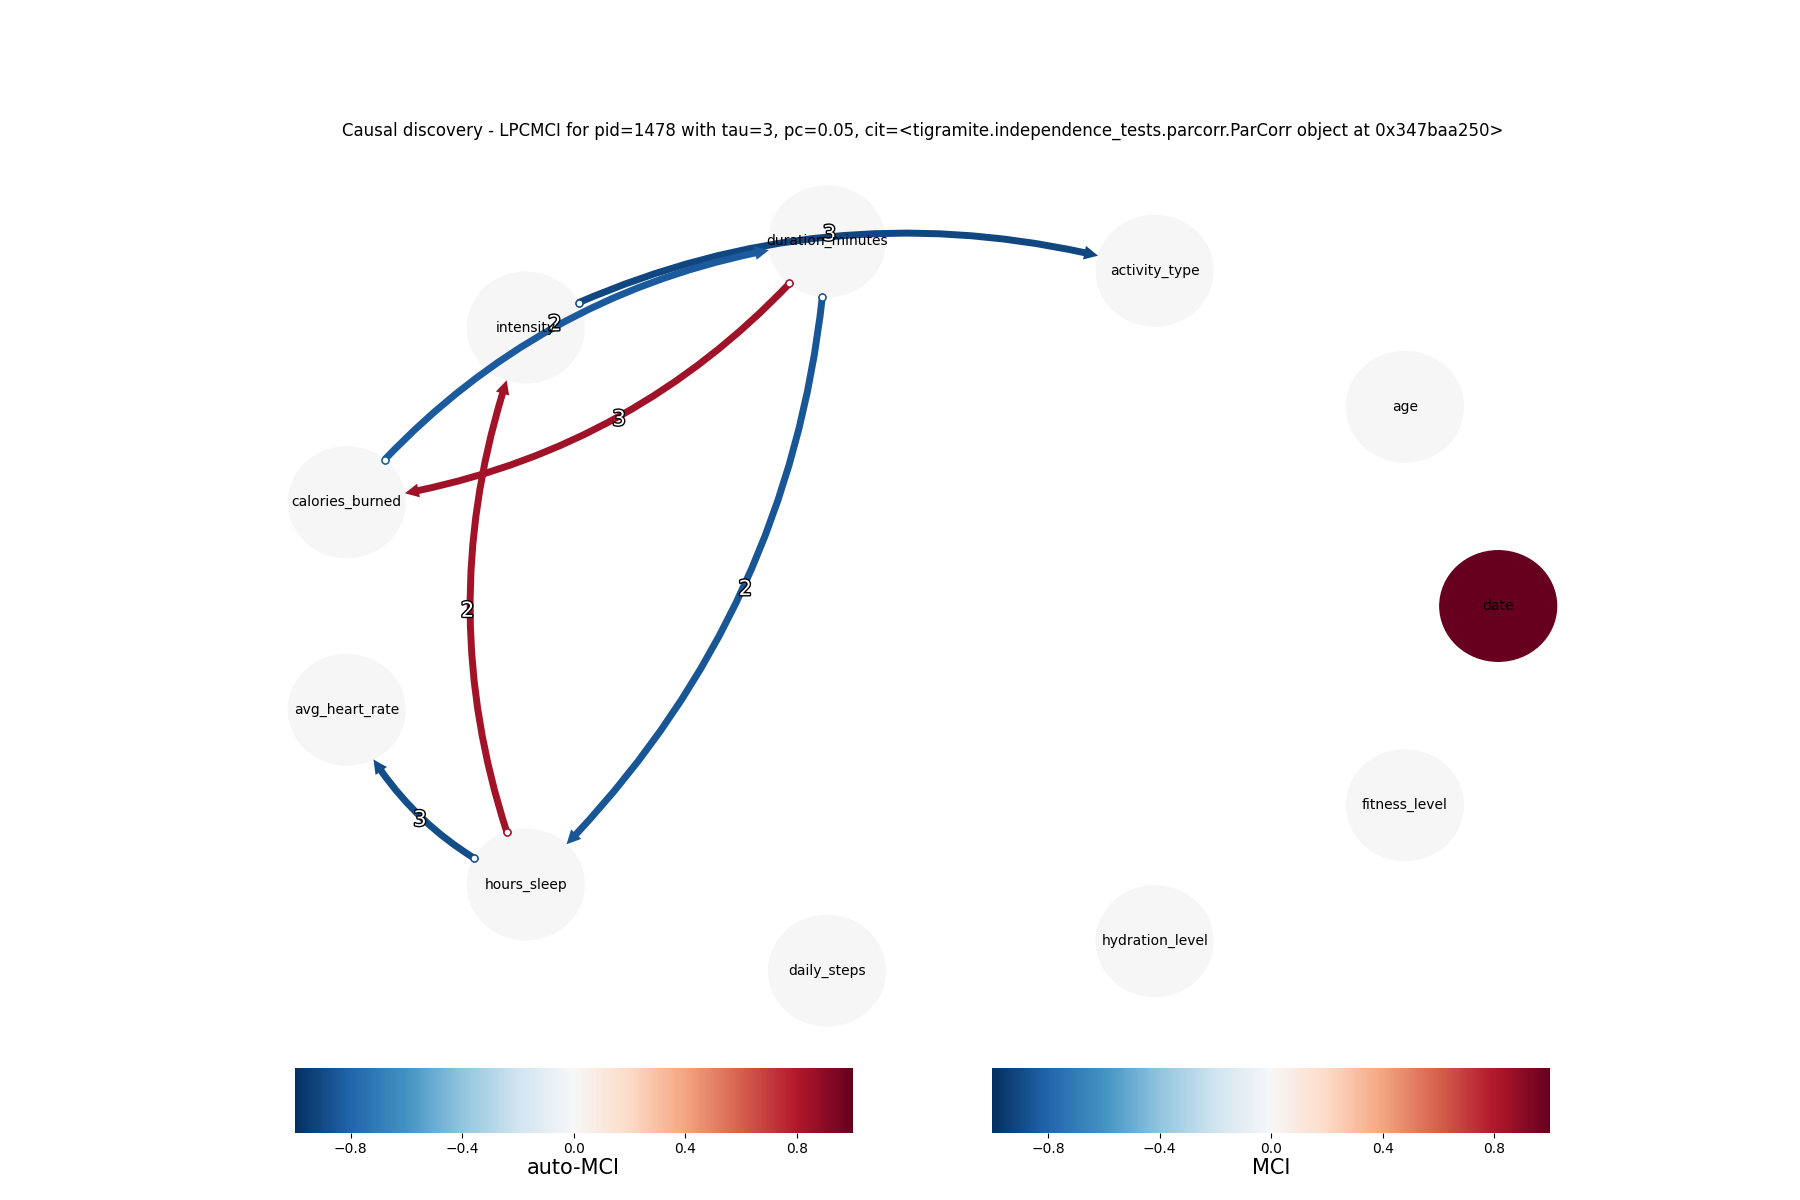 Causal discovery - LPCMCI for pid=1478 with tau=3, pc=0.05, cit=<tigramite.independence_tests.parcorr.ParCorr object at 0x347baa250>
3
duration_minutes
activity_type
intensity
2
age
3
calories_burned
2
2
date
avg_heart_rate
3
fitness_level
hours_sleep
hydration_level
daily_steps
−0.8 −0.4 0.0 0.4 0.8
auto-MCI
−0.8 −0.4 0.0 0.4 0.8
MCI